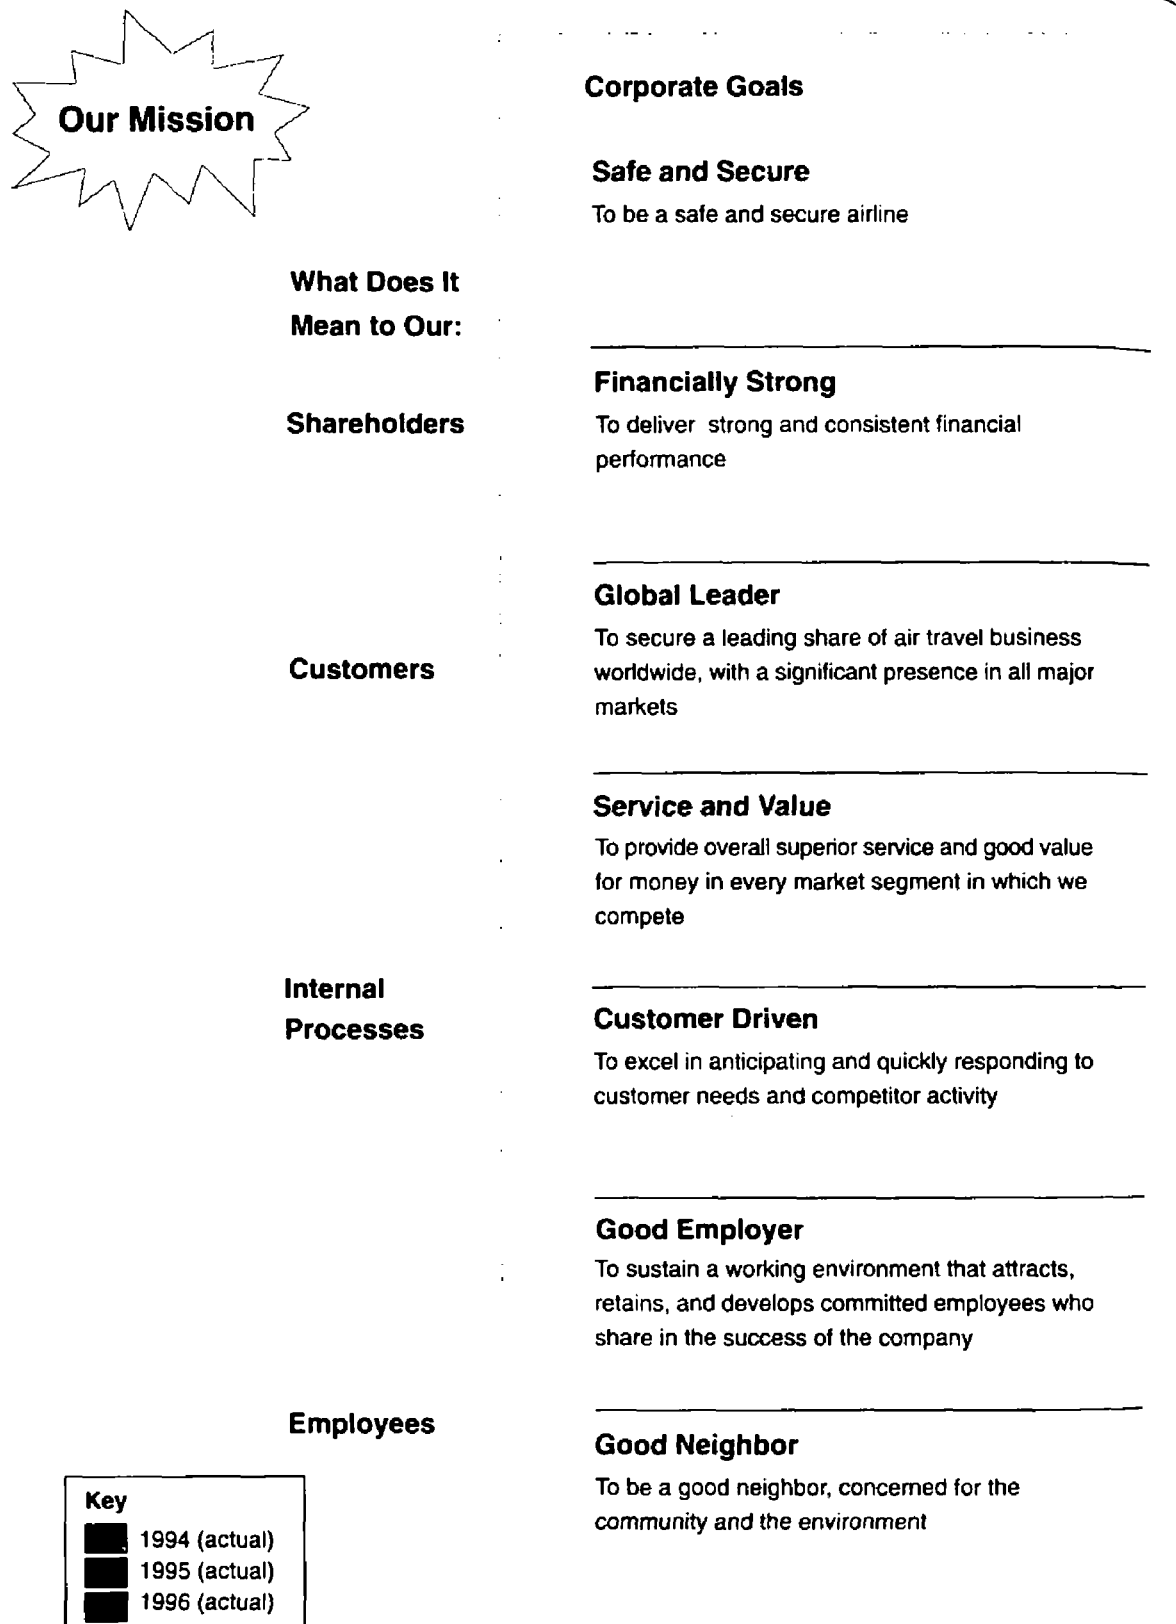 Our Mission
What Does It
Mean to Our:
Shareholders
Customers
Internal
Processes
Employees
Key
1994 (actual)
1995 (actual)
1996 (actual)
Corporate Goals
Safe and Secure
To be a safe and secure airline
Financially Strong
To deliver strong and consistent financial
performance
Global Leader
To secure a leading share of air travel business
worldwide, with a significant presence in all major
markets
Service and Value
To provide overall superior service and good value
for money in every market segment in which we
compete
Customer Driven
To excel in anticipating and quickly responding to
customer needs and competitor activity
Good Employer
To sustain a working environment that attracts,
retains, and develops committed employees who
share in the success of the company
Good Neighbor
To be a good neighbor, concerned for the
community and the environment